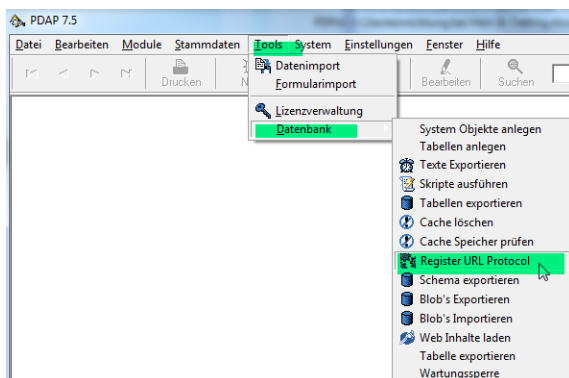 PDAP 7.5
Datei Bearbeiten Module Stammdaten Tools System Einstellungen Fenster Hilfe
Drucken N Bearbeiten Suchen
Datenimport
Formularimport
Lizenzverwaltung
Datenbank
System Objekte anlegen
Tabellen anlegen
Texte Exportieren
Skripte ausführen
Tabellen exportieren
Cache löschen
Cache Speicher prüfen
Register URL Protocol
Schema exportieren
Blob's Exportieren
Blob's Importieren
Web Inhalte laden
Tabelle exportieren
Wartungssperre